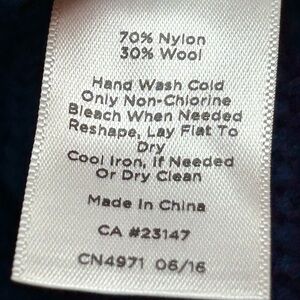 70% Nylon
30% Wool
Hand Wash Cold
Only Non-Chlorine
Bleach When Needed
Reshape, Lay Flat To
Dry
Cool Iron, If Needed
Or Dry Clean
Made In China
CA #23147
CN4971 06/16